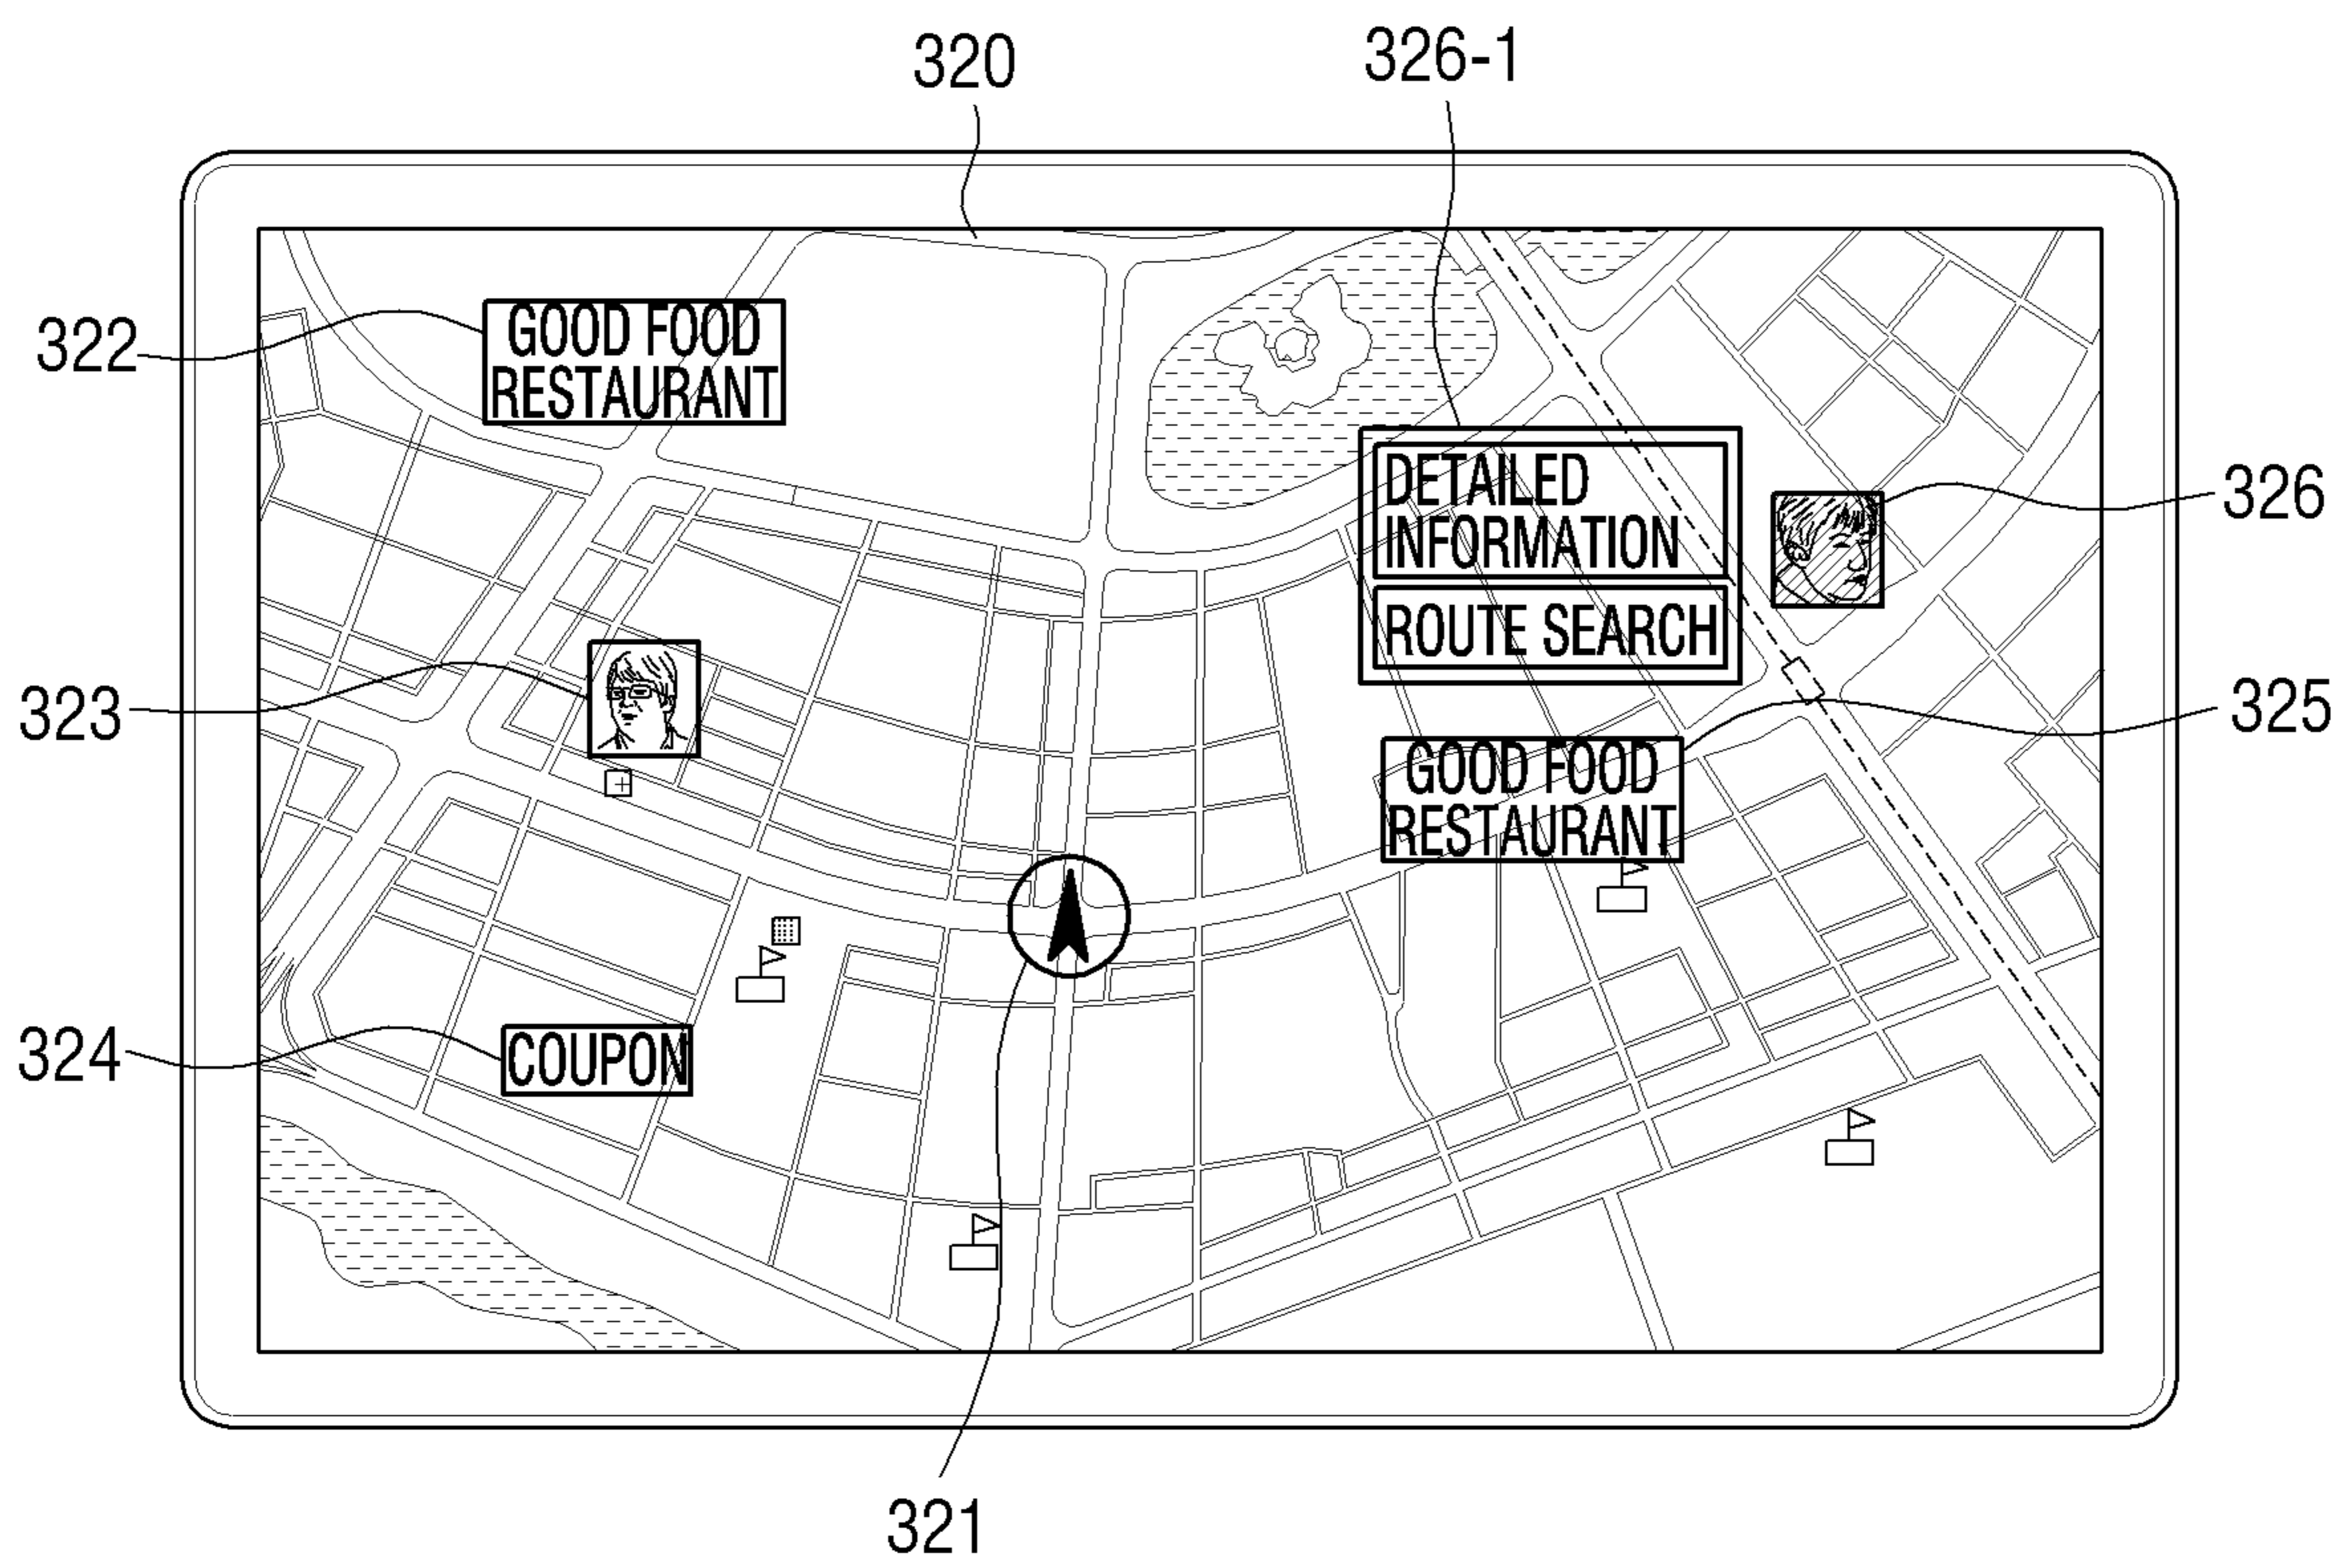 320
326-1
322
GOOD FOOD
RESTAURANT
DETAILED
INFORMATION
326
ROUTE SEARCH
323
325
GOOD FOOD
RESTAURANT
324
COUPON
321